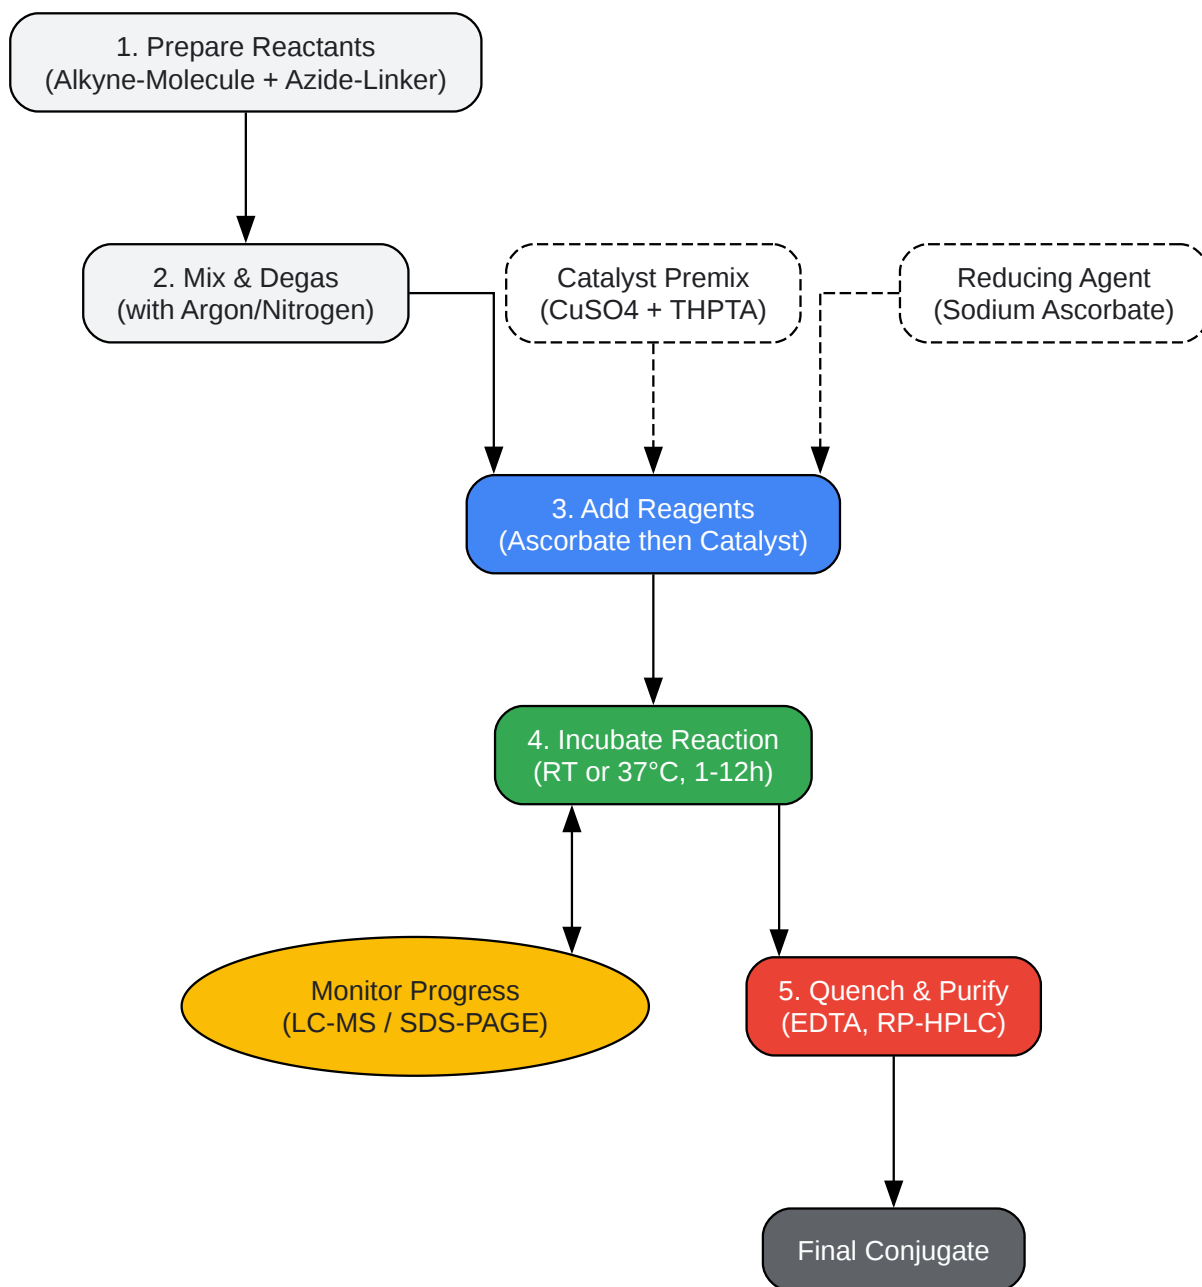 1. Prepare Reactants
(Alkyne-Molecule + Azide-Linker)
2. Mix & Degas
(with Argon/Nitrogen)
Catalyst Premix
(CuSO4 + THPTA)
Reducing Agent
(Sodium Ascorbate)
3. Add Reagents
(Ascorbate then Catalyst)
4. Incubate Reaction
(RT or 37°C, 1-12h)
Monitor Progress
(LC-MS / SDS-PAGE)
5. Quench & Purify
(EDTA, RP-HPLC)
Final Conjugate